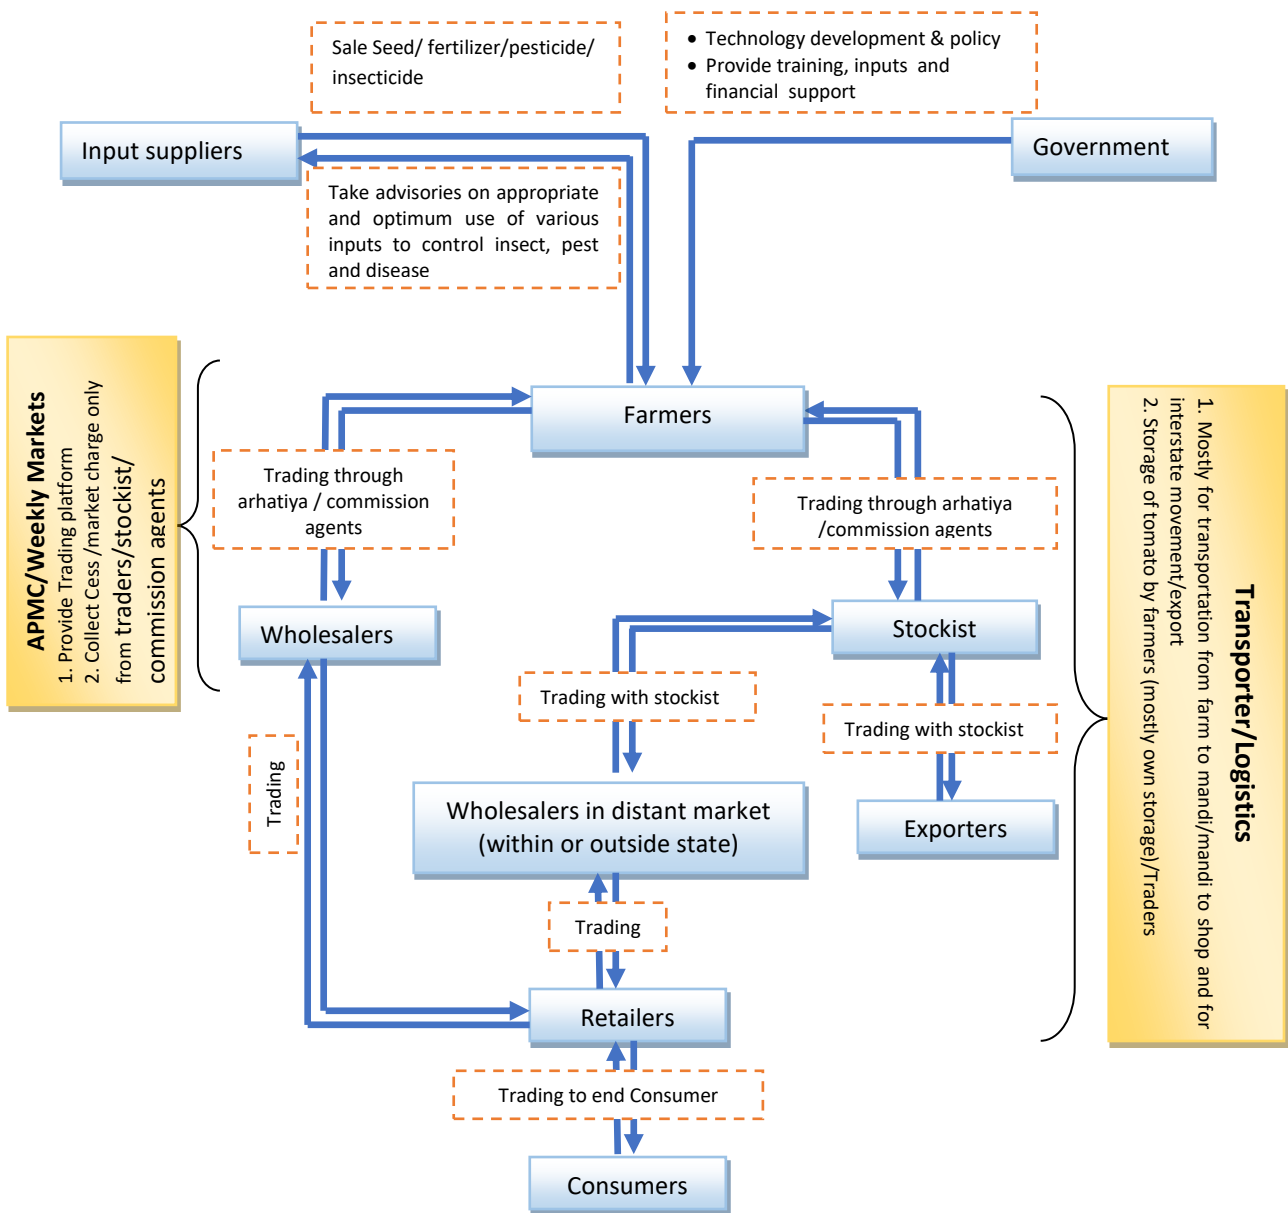 Sale Seed/ fertilizer/pesticide/
insecticide
• Technology development & policy
• Provide training, inputs and
financial support
Input suppliers
Government
Take advisories on appropriate
and optimum use of various
inputs to control insect, pest
and disease
Farmers
APMC/Weekly Markets
1. Provide Trading platform
2. Collect Cess /market charge only
from traders/stockist/
commission agents
Trading through
arhatiya / commission
agents
Trading through arhatiya
/commission agents
Transporter/Logistics
1. Mostly for transportation from farm to mandi/mandi to shop and for
interstate movement/export
2. Storage of tomato by farmers (mostly own storage)/Traders
Wholesalers
Stockist
Trading with stockist
Trading with stockist
Trading
Wholesalers in distant market
(within or outside state)
Exporters
Trading
Retailers
Trading to end Consumer
Consumers